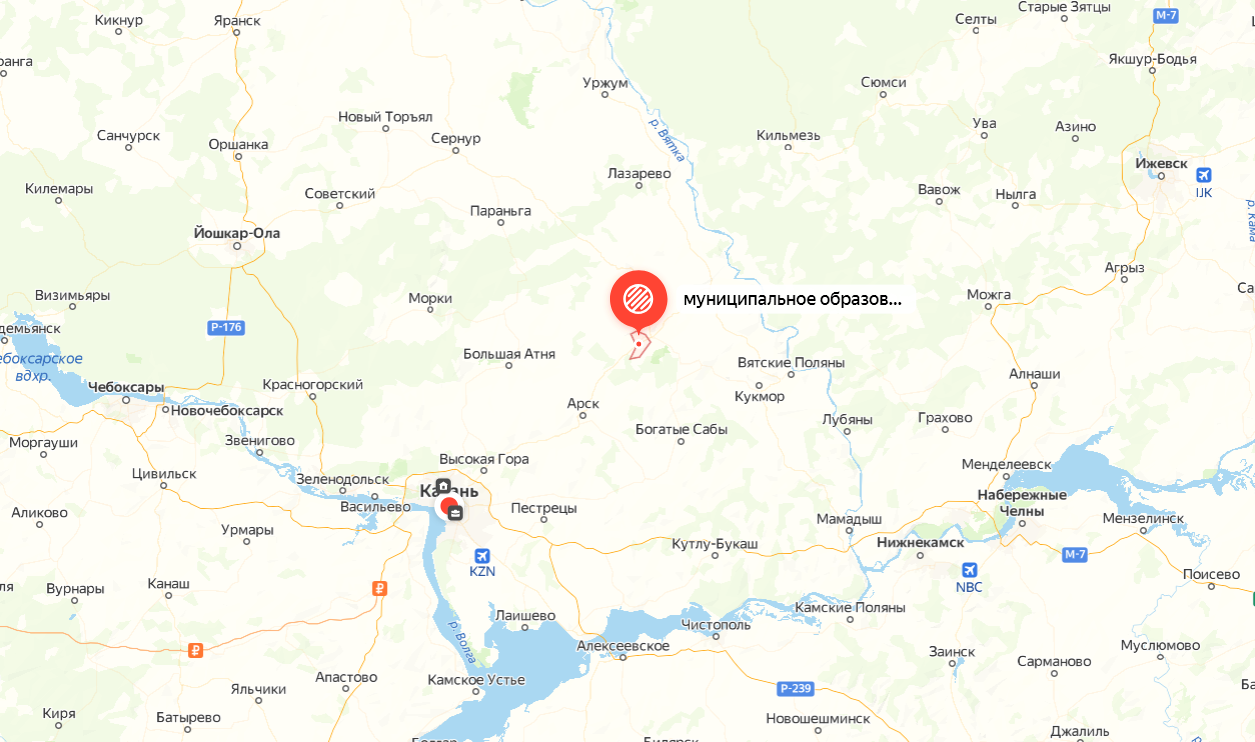 Кикнур
Яранск
Селты
Старые Зятцы
М-7
Уржум
Сюмси
Якшур-Бодья
Новый Торъял
Санчурск
Оршанка
Сернур
р. Вятка
Кильмезь
Ува
Азино
Лазарево
Ижевск
IJK
Килемары
Советский
Параньга
Вавож
Нылга
р. Кама
Йошкар-Ола
Агрыз
Визимьяры
Морки
муниципальное образов...
Можга
Р-176
Большая Атня
Вятские Поляны
Чебоксары
Красногорский
Кукмор
Алнаши
вдхр.
Новочебоксарск
Арск
Лубяны
Грахово
Моргауши
Звенигово
Богатые Сабы
Цивильск
Высокая Гора
Менделеевск
Зеленодольск
Казань
Набережные
Челны
Васильево
Пестрецы
Аликово
Урмары
Мамадыш
Мензелинск
Кутлу-Букаш
Нижнекамск
М-7
KZN
NBC
Поисево
Вурнары
Канаш
Лаишево
Камские Поляны
р. Волга
Чистополь
Алексеевское
Заинск
Муслюмово
Сарманово
Апастово
Камское Устье
Яльчики
Р-239
Киря
Батырево
Новошешминск
Джалиль